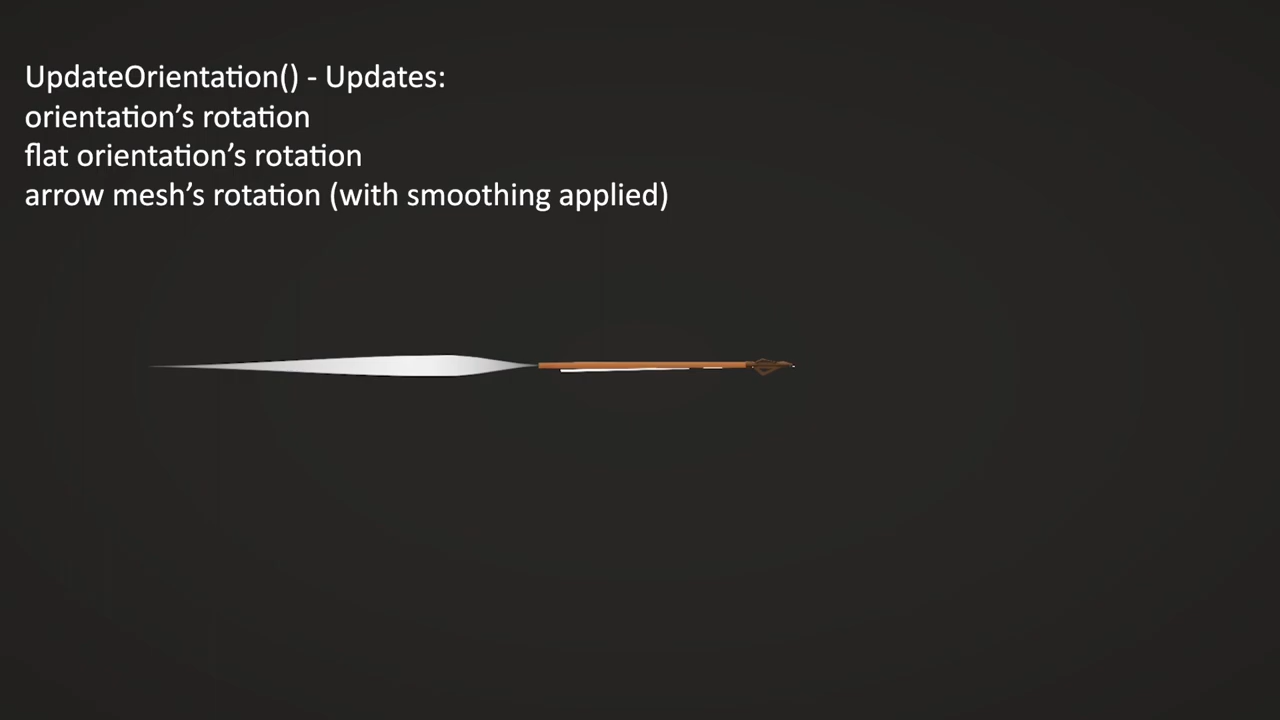 UpdateOrientation() - Updates:
orientation’s rotation
flat orientation’s rotation
arrow mesh’s rotation (with smoothing applied)